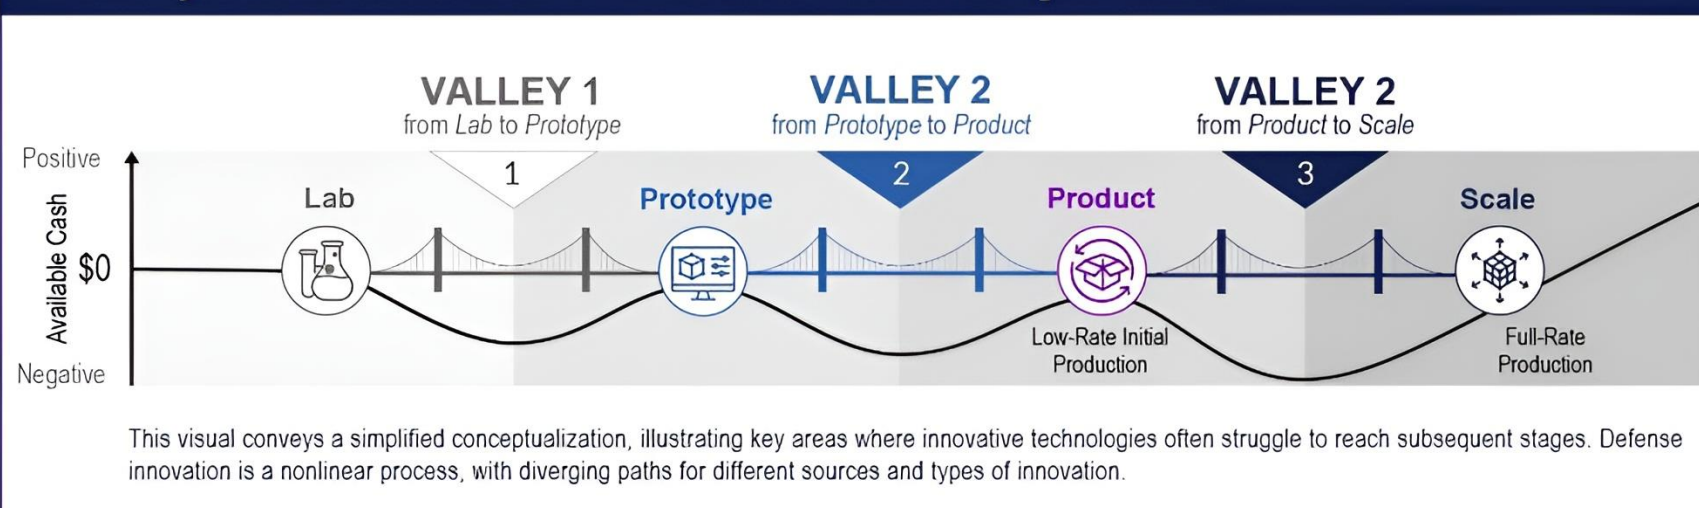 VALLEY 1
from Lab to Prototype
VALLEY 2
from Prototype to Product
VALLEY 2
from Product to Scale
Positive
Available Cash
$0
Negative
1
2
3
Lab
Prototype
Product
Scale
Low-Rate Initial
Production
Full-Rate
Production
This visual conveys a simplified conceptualization, illustrating key areas where innovative technologies often struggle to reach subsequent stages. Defense
innovation is a nonlinear process, with diverging paths for different sources and types of innovation.